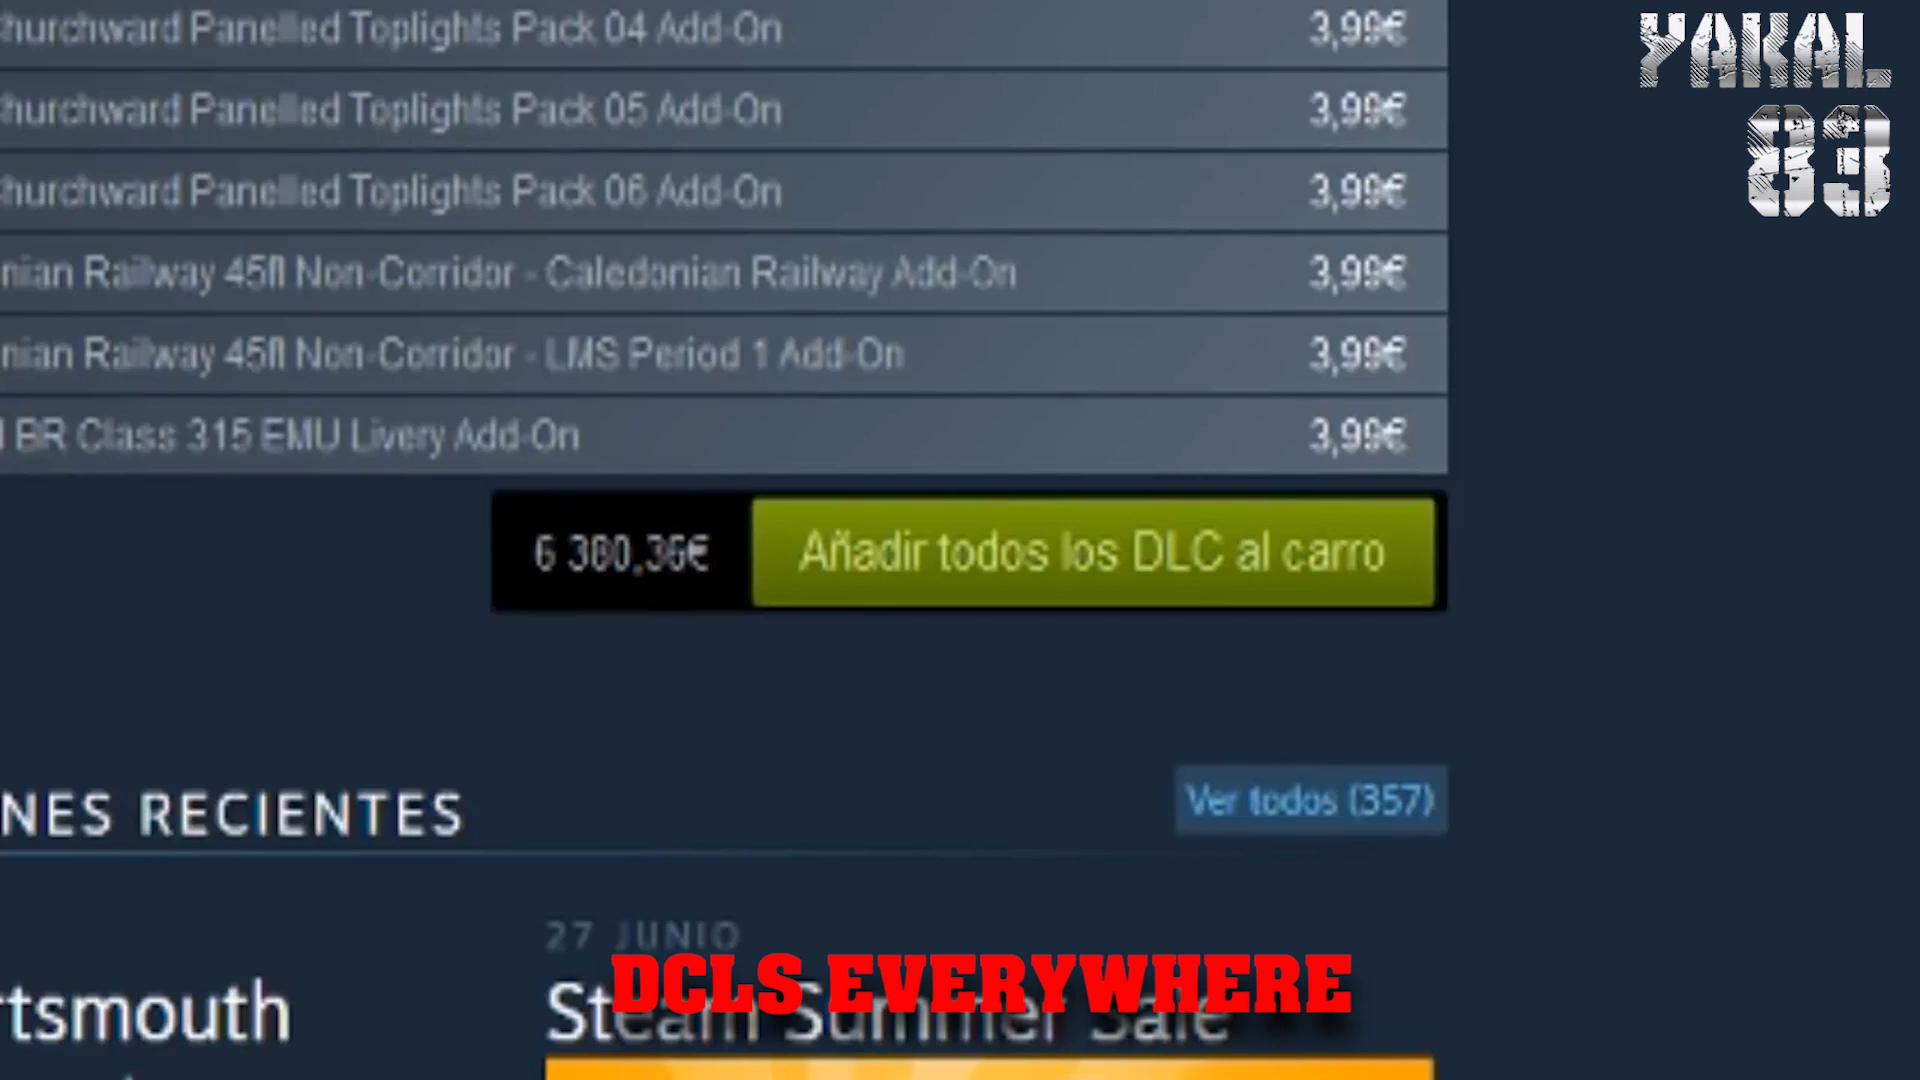 hurchward Panelled Toplights Pack 04 Add-On 3,99€
YAKAL
83
hurchward Panelled Toplights Pack 05 Add-On 3,99€
hurchward Panelled Toplights Pack 06 Add-On 3,99€
nian Railway 45ft Non-Corridor - Caledonian Railway Add-On 3,99€
nian Railway 45ft Non-Corridor - LMS Period 1 Add-On 3,99€
BR Class 315 EMU Livery Add-On 3,99€
6 380,36€ Añadir todos los DLC al carro
NES RECIENTES Ver todos (357)
27 JUNIO
DCLS EVERYWHERE
rtsmouth Steam Summer Sale